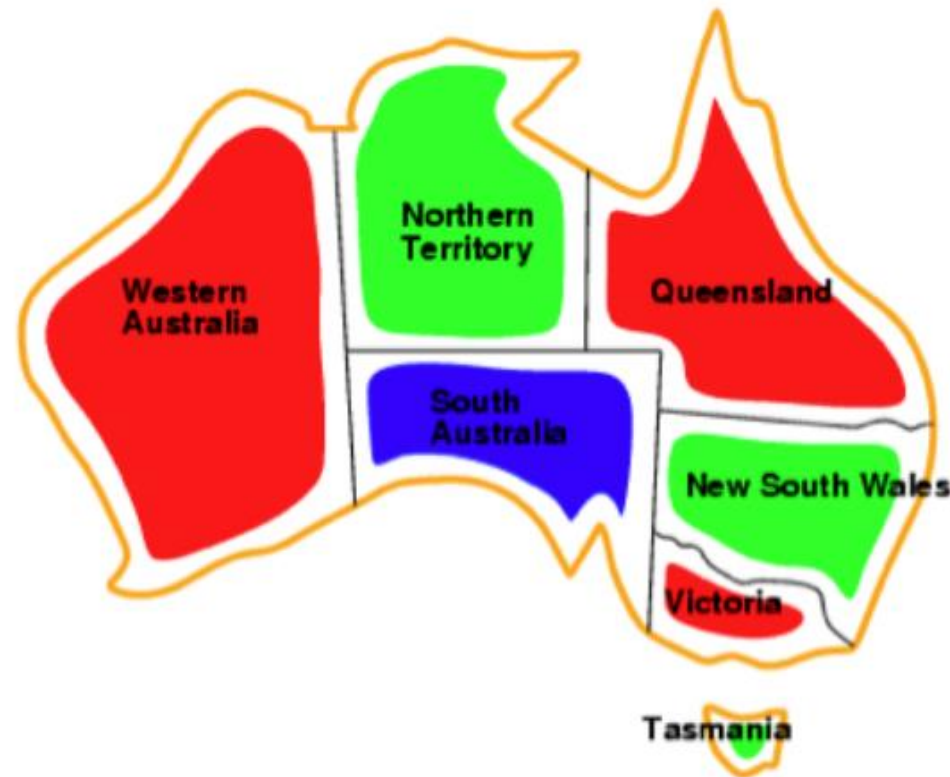 Northern
Territory
Western
Australia
Queensland
South
Australia
New South Wales
Victoria
Tasmania